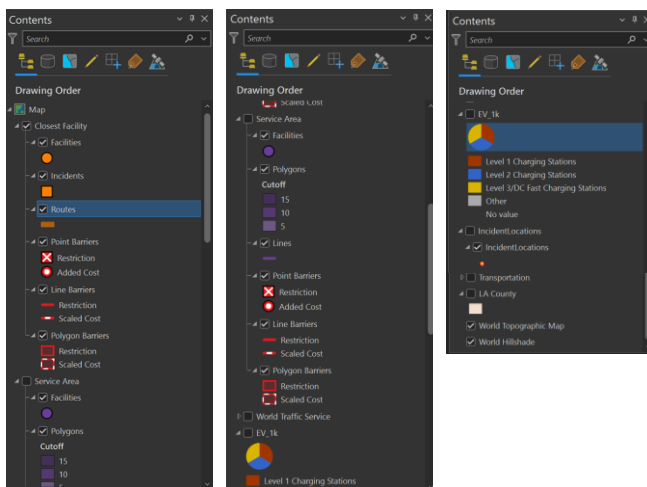 Contents
Search
Drawing Order
Map
Closest Facility
Facilities
Incidents
Routes
Point Barriers
Restriction
Added Cost
Line Barriers
Restriction
Scaled Cost
Polygon Barriers
Restriction
Scaled Cost
Service Area
Facilities
Polygons
Cutoff
15
10
5
Contents
Search
Drawing Order
Scaled Cost
Service Area
Facilities
Polygons
Cutoff
15
10
5
Lines
Point Barriers
Restriction
Added Cost
Line Barriers
Restriction
Scaled Cost
Polygon Barriers
Restriction
Scaled Cost
World Traffic Service
EV_1k
Level 1 Charging Stations
Contents
Search
Drawing Order
EV_1k
Level 1 Charging Stations
Level 2 Charging Stations
Level 3/DC Fast Charging Stations
Other
No value
IncidentLocations
IncidentLocations
Transportation
LA County
World Topographic Map
World Hillshade